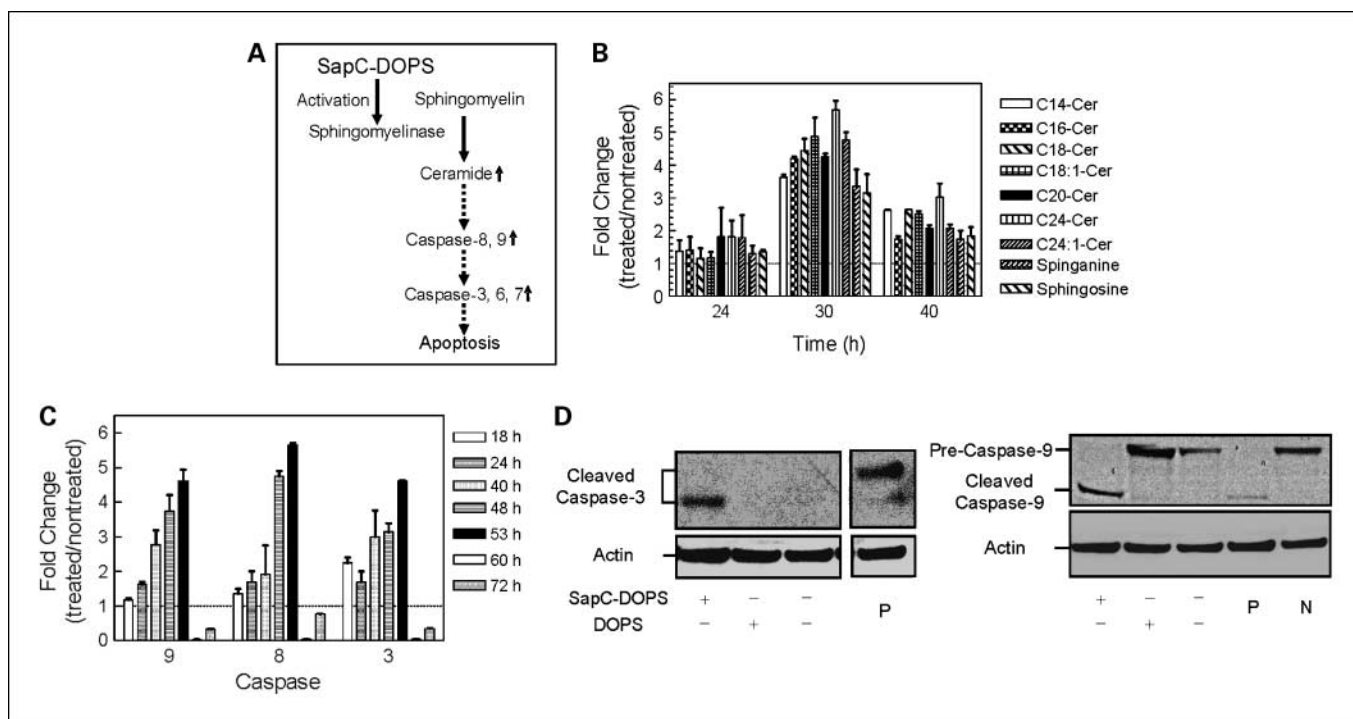 A
SapC-DOPS
Activation
Sphingomyelin
Sphingomyelinase
Ceramide
Caspase-8, 9
Caspase-3, 6, 7
Apoptosis
B
Fold Change
(treated/nontreated)
6
5
4
3
2
1
0
24
30
40
Time (h)
C14-Cer
C16-Cer
C18-Cer
C18:1-Cer
C20-Cer
C24-Cer
C24:1-Cer
Spinganine
Sphingosine
C
Fold Change
(treated/nontreated)
6
5
4
3
2
1
0
9
8
3
Caspase
18 h
24 h
40 h
48 h
53 h
60 h
72 h
D
Cleaved
Caspase-3
Actin
SapC-DOPS + − −
DOPS − + −
P
Pre-Caspase-9
Cleaved
Caspase-9
Actin
+ − − P N
− + −